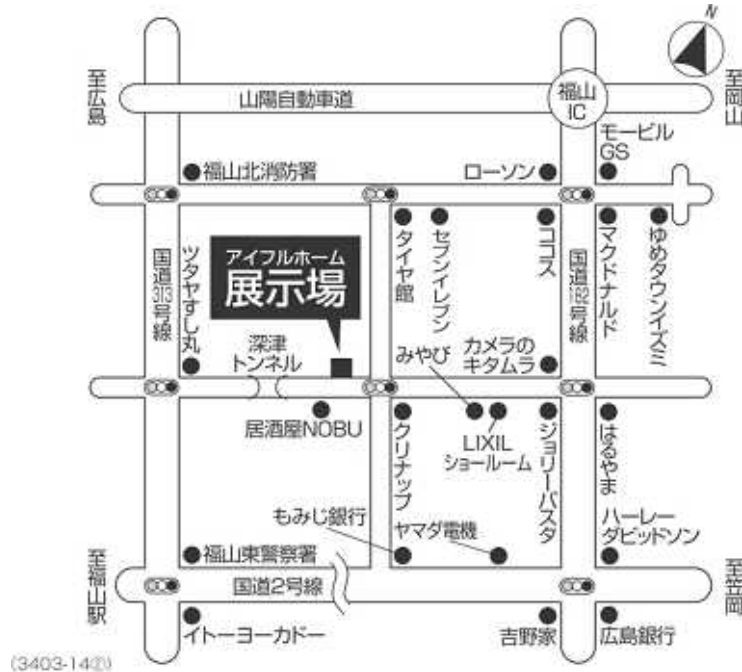 N
至広島
山陽自動車道
福山
IC
至岡山
モービル
GS
福山北消防署
ローソン
国道313号線
ツタヤすし丸
アイフルホーム
展示場
タイヤ館
セブンイレブン
ココス
国道182号線
マクドナルド
ゆめタウンイズミ
深津
トンネル
みやび
カメラの
キタムラ
居酒屋NOBU
クリナップ
LIXIL
ショールーム
ジョリーパスタ
はるやま
もみじ銀行
ヤマダ電機
ハーレー
ダビッドソン
至福山駅
福山東警察署
国道2号線
至笠岡
イトーヨーカドー
吉野家
広島銀行
(3403-14②)